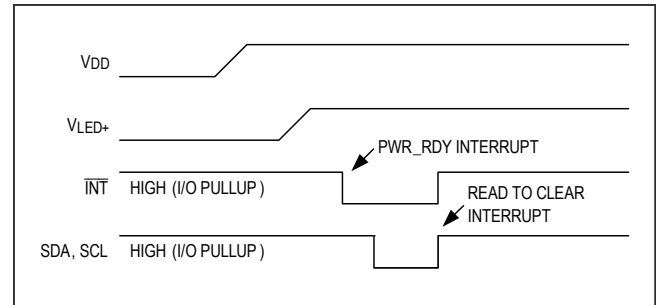 VDD
VLED+
PWR_RDY INTERRUPT
INT HIGH (I/O PULLUP)
READ TO CLEAR
INTERRUPT
SDA, SCL HIGH (I/O PULLUP)